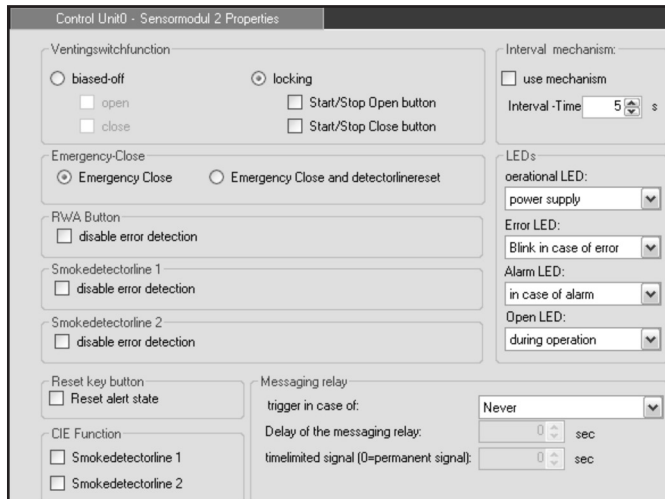 Control Unit0 - Sensormodul 2 Properties
Ventingswitchfunction
biased-off
locking
open
Start/Stop Open button
close
Start/Stop Close button
Interval mechanism:
use mechanism
Interval -Time 5 s
Emergency-Close
Emergency Close
Emergency Close and detectorlinereset
LEDs
oerational LED:
power supply
Error LED:
Blink in case of error
Alarm LED:
in case of alarm
Open LED:
during operation
RWA Button
disable error detection
Smokedetectorline 1
disable error detection
Smokedetectorline 2
disable error detection
Reset key button
Reset alert state
CIE Function
Smokedetectorline 1
Smokedetectorline 2
Messaging relay
trigger in case of: Never
Delay of the messaging relay: 0 sec
timelimited signal (0=permanent signal): 0 sec